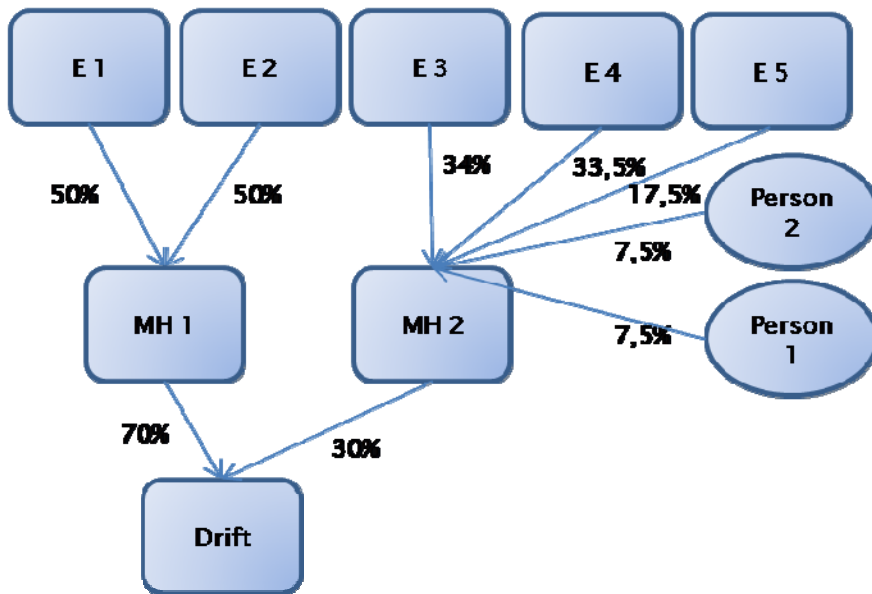 E 1
E 2
E 3
E 4
E 5
50%
50%
34%
33,5%
17,5%
Person
2
7,5%
MH 1
MH 2
7,5%
Person
1
70%
30%
Drift